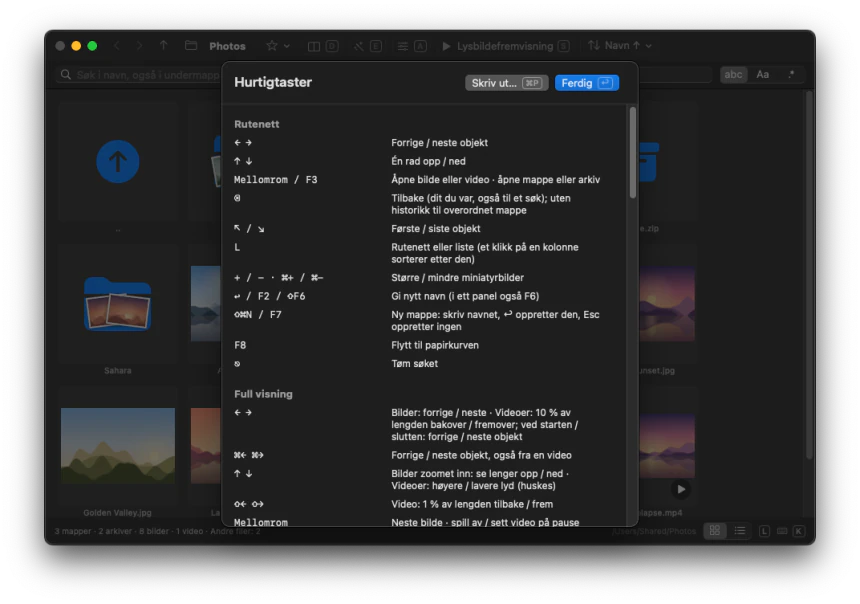 Photos
D
E
A
Lysbildefremvisning S
Navn ↑
Søk i navn, også i undermapp
abc
Aa
.*
Hurtigtaster
Skriv ut... ⌘P
Ferdig ↵
Rutenett
← → Forrige / neste objekt
↑ ↓ Én rad opp / ned
Mellomrom / F3 Åpne bilde eller video · åpne mappe eller arkiv
⌫ Tilbake (dit du var, også til et søk); uten
historikk til overordnet mappe
↖ / ↘ Første / siste objekt
L Rutenett eller liste (et klikk på en kolonne
sorterer etter den)
+ / − · ⌘+ / ⌘− Større / mindre miniatyrbilder
↩ / F2 / ⇧F6 Gi nytt navn (i ett panel også F6)
⇧⌘N / F7 Ny mappe: skriv navnet, ↩ oppretter den, Esc
oppretter ingen
F8 Flytt til papirkurven
⎋ Tøm søket
Full visning
← → Bilder: forrige / neste · Videoer: 10 % av
lengden bakover / fremover; ved starten /
slutten: forrige / neste objekt
⌘← ⌘→ Forrige / neste objekt, også fra en video
↑ ↓ Bilder zoomet inn: se lenger opp / ned ·
Videoer: høyere / lavere lyd (huskes)
⇧← ⇧→ Video: 1 % av lengden tilbake / frem
Mellomrom Neste bilde · spill av / sett video på pause
..
e.zip
Sahara
unset.jpg
Golden Valley.jpg
La
lapse.mp4
3 mapper · 2 arkiver · 8 bilder · 1 video · Andre filer: 2
/Users/Shared/Photos
L
K